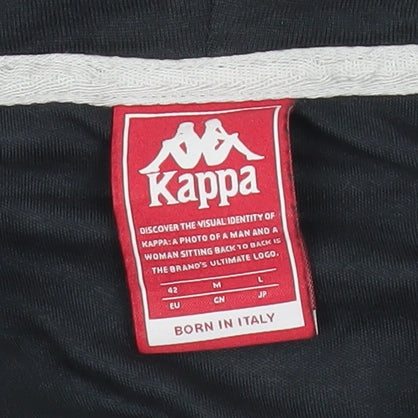 Kappa
DISCOVER THE VISUAL IDENTITY OF
KAPPA: A PHOTO OF A MAN AND A
WOMAN SITTING BACK TO BACK IS
THE BRAND'S ULTIMATE LOGO.
42 M L
EU CN JP
BORN IN ITALY